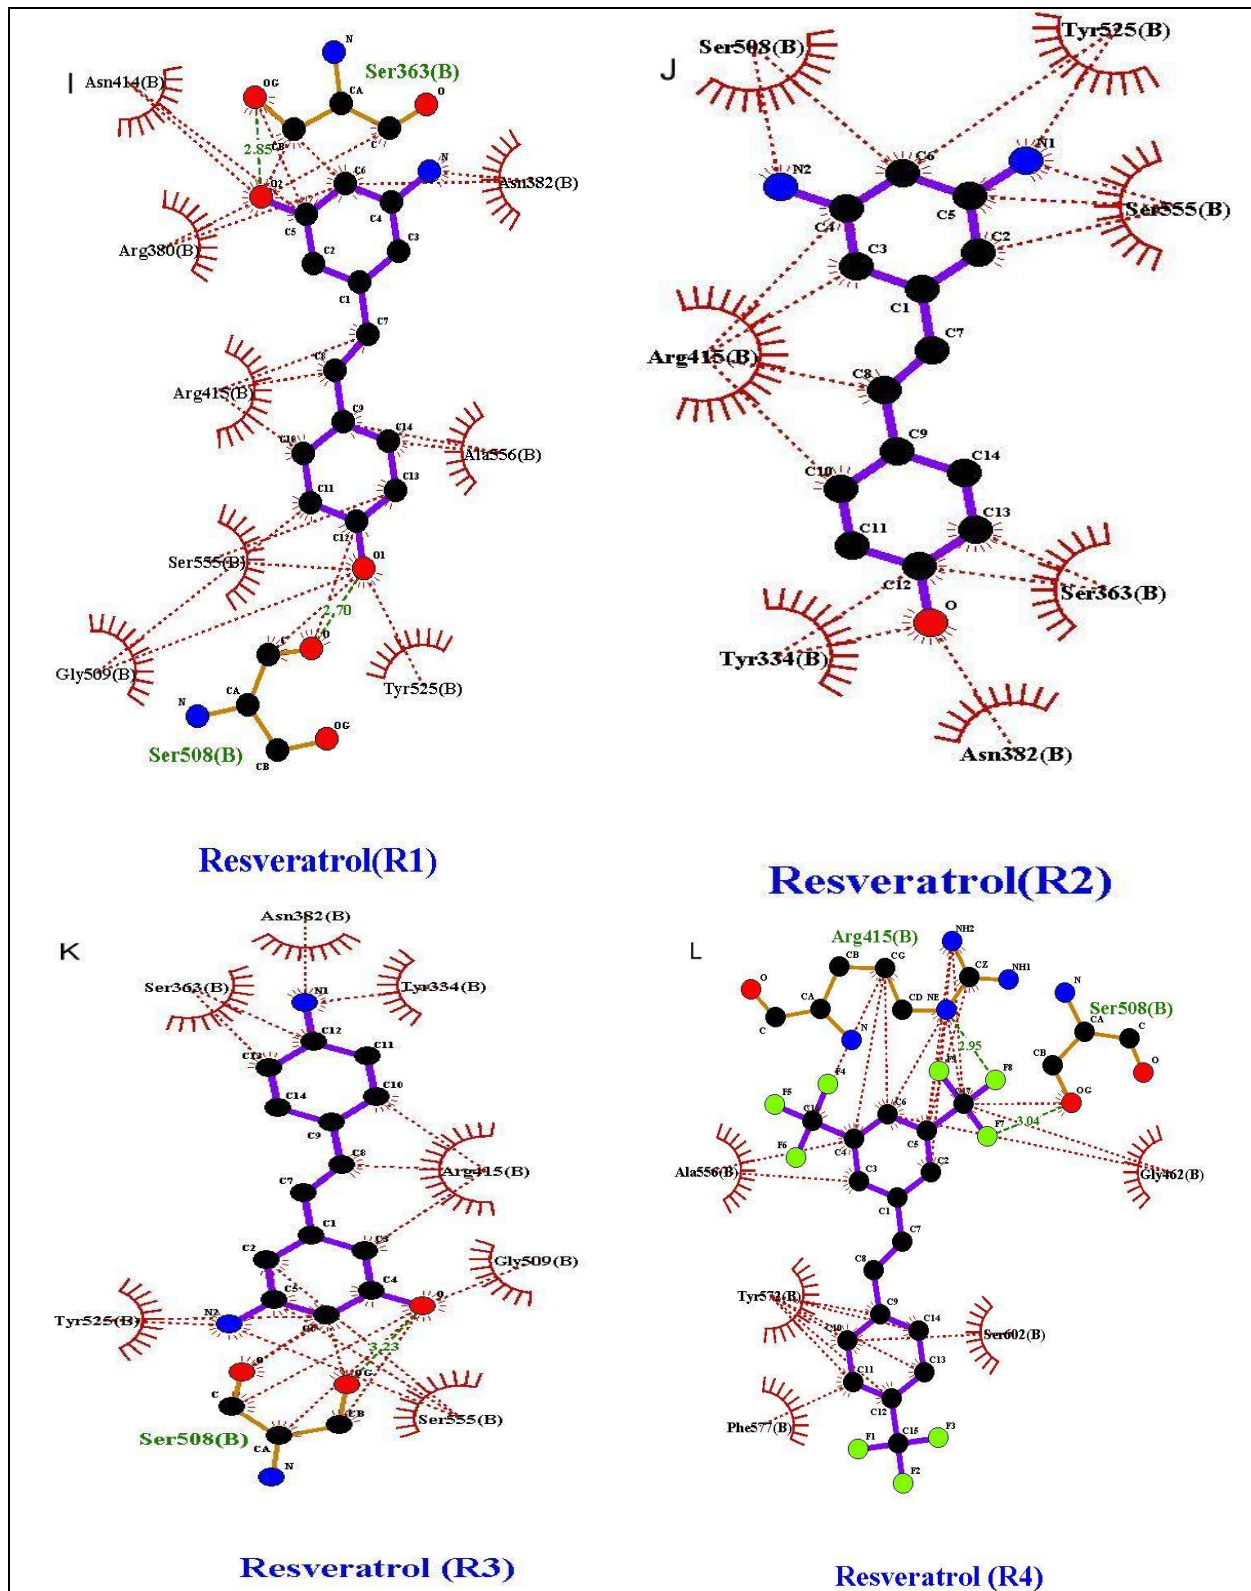 I
N
Ser363(B)
OG
CA
O
Asn414(B)
CB
C
2.85
C6
N
O2
Asn382(B)
C5
C4
Arg380(B)
C2
C3
C1
C7
C8
Arg415(B)
C9
C14
C10
Ala556(B)
C11
C13
C12
Ser555(B)
O1
2.70
C
O
Gly509(B)
Tyr525(B)
CA
N
OG
Ser508(B)
CB
Resveratrol(R1)
J
Ser508(B)
Tyr525(B)
N1
C6
N2
C5
Ser555(B)
C4
C3
C2
C1
Arg415(B)
C7
C8
C9
C10
C14
C11
C13
C12
Ser363(B)
O
Tyr334(B)
Asn382(B)
Resveratrol(R2)
K
Asn382(B)
Ser363(B)
Tyr334(B)
N1
C12
C13
C11
C14
C10
C9
C8
Arg415(B)
C7
C1
C2
C3
Gly509(B)
C5
C4
N2
O
Tyr525(B)
C6
3.23
O
OG
C
CB
Ser555(B)
Ser508(B)
CA
N
Resveratrol (R3)
L
Arg415(B)
NH2
CB
CG
CZ
NH1
O
N
Ser508(B)
CA
CD
NE
C
CA
C
N
2.95
CB
O
F4
F9
F8
OG
F5
C6
C17
F7
3.04
F6
C5
C4
Ala556(B)
C3
C2
Gly462(B)
C1
C7
C8
Tyr572(B)
C9
C14
C10
Ser602(B)
C13
C11
C12
Phe577(B)
C15
F3
F1
F2
Resveratrol (R4)